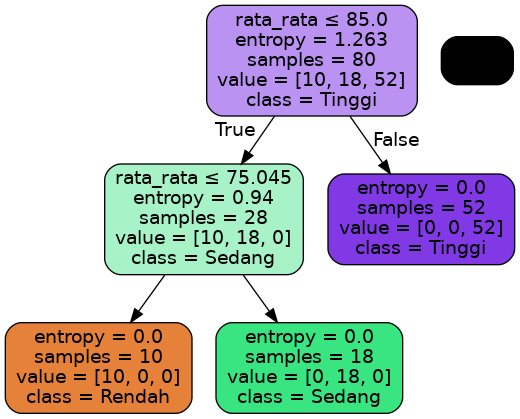 rata_rata ≤ 85.0
entropy = 1.263
samples = 80
value = [10, 18, 52]
class = Tinggi
True
False
rata_rata ≤ 75.045
entropy = 0.94
samples = 28
value = [10, 18, 0]
class = Sedang
entropy = 0.0
samples = 52
value = [0, 0, 52]
class = Tinggi
entropy = 0.0
samples = 10
value = [10, 0, 0]
class = Rendah
entropy = 0.0
samples = 18
value = [0, 18, 0]
class = Sedang